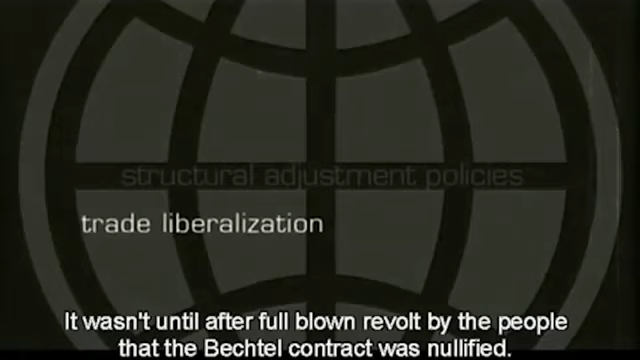 structural adjustment policies
trade liberalization
It wasn't until after full blown revolt by the people
that the Bechtel contract was nullified.